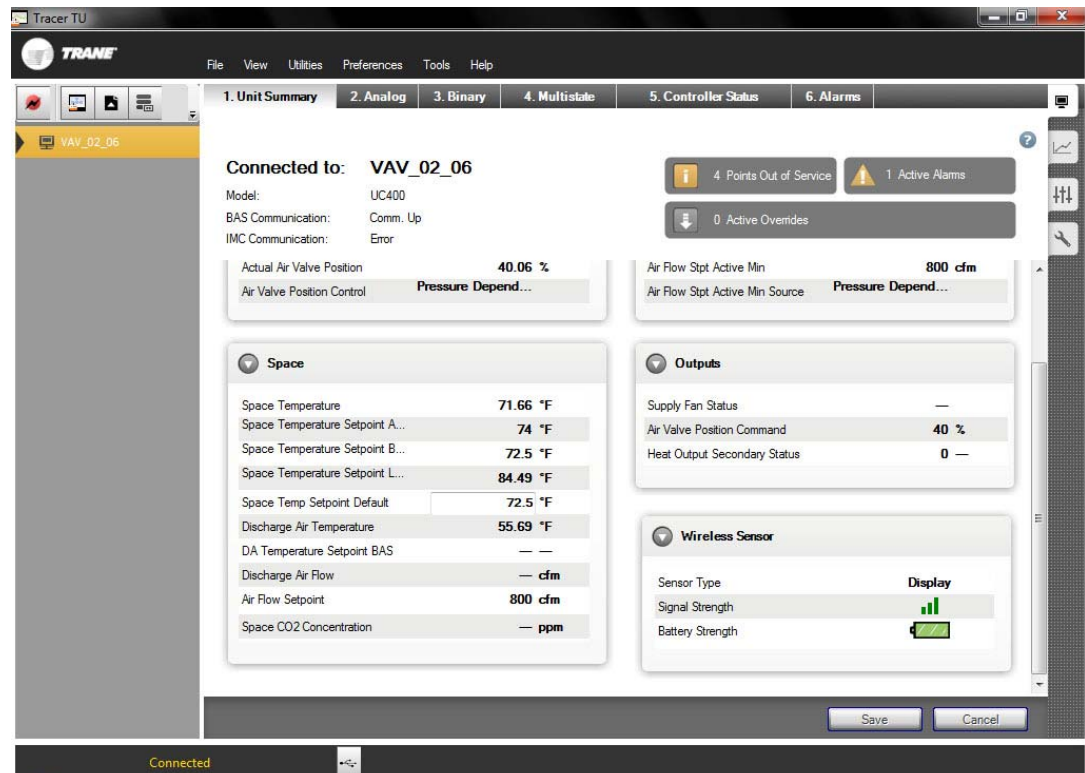 Tracer TU
TRANE
File View Utilities Preferences Tools Help
1. Unit Summary 2. Analog 3. Binary 4. Multistate 5. Controller Status 6. Alarms
VAV_02_06
?
Connected to: VAV_02_06
Model: UC400
BAS Communication: Comm. Up
IMC Communication: Error
i 4 Points Out of Service ! 1 Active Alarms
0 Active Overrides
Actual Air Valve Position 40.06 %
Air Valve Position Control Pressure Depend...
Air Flow Stpt Active Min 800 cfm
Air Flow Stpt Active Min Source Pressure Depend...
Space
Space Temperature 71.66 °F
Space Temperature Setpoint A... 74 °F
Space Temperature Setpoint B... 72.5 °F
Space Temperature Setpoint L... 84.49 °F
Space Temp Setpoint Default 72.5 °F
Discharge Air Temperature 55.69 °F
DA Temperature Setpoint BAS — —
Discharge Air Flow — cfm
Air Flow Setpoint 800 cfm
Space CO2 Concentration — ppm
Outputs
Supply Fan Status —
Air Valve Position Command 40 %
Heat Output Secondary Status 0 —
Wireless Sensor
Sensor Type Display
Signal Strength
Battery Strength
Save Cancel
Connected